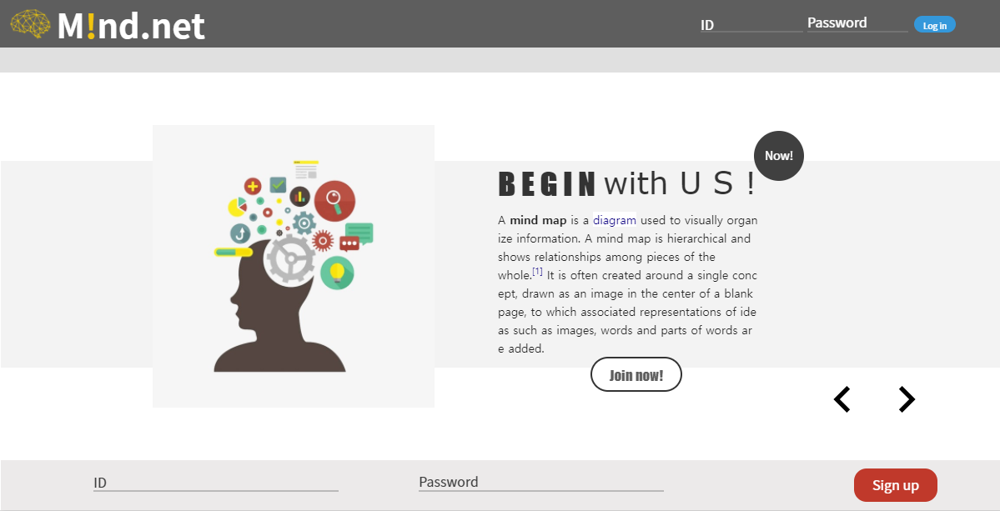 M!nd.net
ID Password Log in
Now!
BEGIN with U S !
A mind map is a diagram used to visually organ
ize information. A mind map is hierarchical and
shows relationships among pieces of the
whole.[1] It is often created around a single conc
ept, drawn as an image in the center of a blank
page, to which associated representations of ide
as such as images, words and parts of words ar
e added.
Join now!
ID Password Sign up